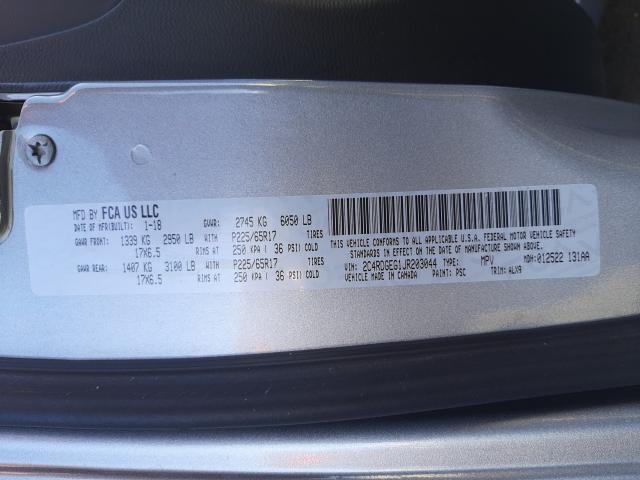 MFD BY FCA US LLC
DATE OF MFR(BUILT): 1-18 GVWR: 2745 KG 6050 LB
GAWR FRONT: 1339 KG 2950 LB WITH P225/65R17 TIRES
17X6.5 RIMS AT 250 KPA ( 36 PSI) COLD
GAWR REAR: 1407 KG 3100 LB WITH P225/65R17 TIRES
17X6.5 RIMS AT 250 KPA ( 36 PSI) COLD
THIS VEHICLE CONFORMS TO ALL APPLICABLE U.S.A. FEDERAL MOTOR VEHICLE SAFETY
STANDARDS IN EFFECT ON THE DATE OF MANUFACTURE SHOWN ABOVE.
VIN: 2C4RDGEG1JR203044 TYPE: MPV MDH: 012522 131AA
VEHICLE MADE IN CANADA PAINT: PSC TRIM: ALX9